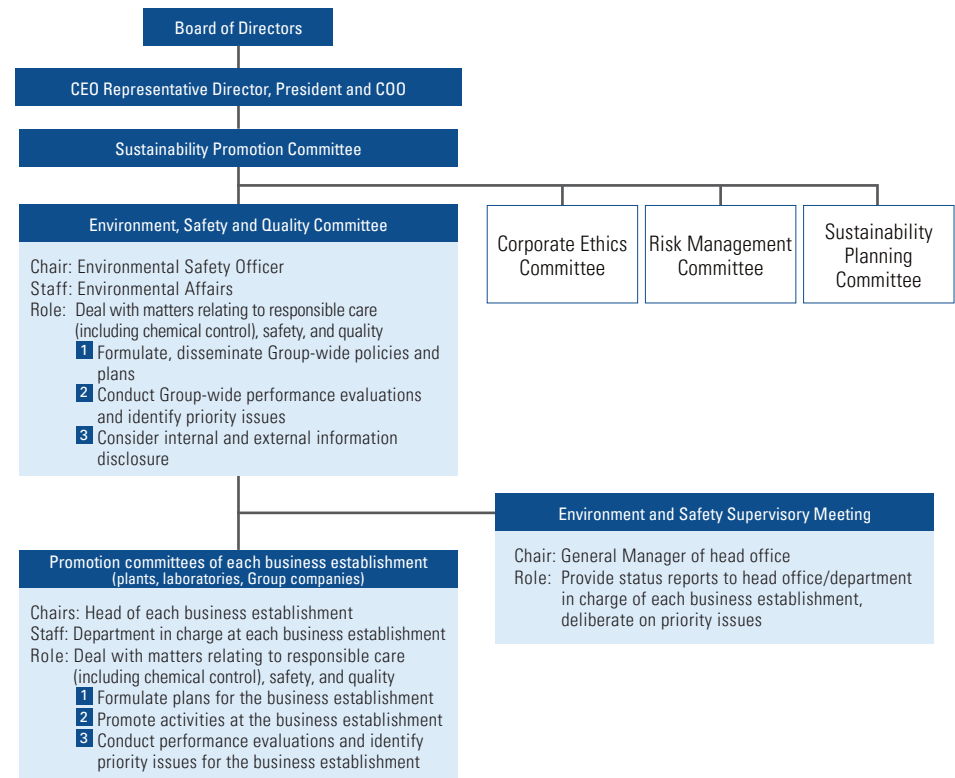 Board of Directors
CEO Representative Director, President and COO
Sustainability Promotion Committee
Environment, Safety and Quality Committee
Chair: Environmental Safety Officer
Staff: Environmental Affairs
Role: Deal with matters relating to responsible care
(including chemical control), safety, and quality
1 Formulate, disseminate Group-wide policies and
plans
2 Conduct Group-wide performance evaluations
and identify priority issues
3 Consider internal and external information
disclosure
Corporate Ethics
Committee
Risk Management
Committee
Sustainability
Planning
Committee
Environment and Safety Supervisory Meeting
Chair: General Manager of head office
Role: Provide status reports to head office/department
in charge of each business establishment,
deliberate on priority issues
Promotion committees of each business establishment
(plants, laboratories, Group companies)
Chairs: Head of each business establishment
Staff: Department in charge at each business establishment
Role: Deal with matters relating to responsible care
(including chemical control), safety, and quality
1 Formulate plans for the business establishment
2 Promote activities at the business establishment
3 Conduct performance evaluations and identify
priority issues for the business establishment